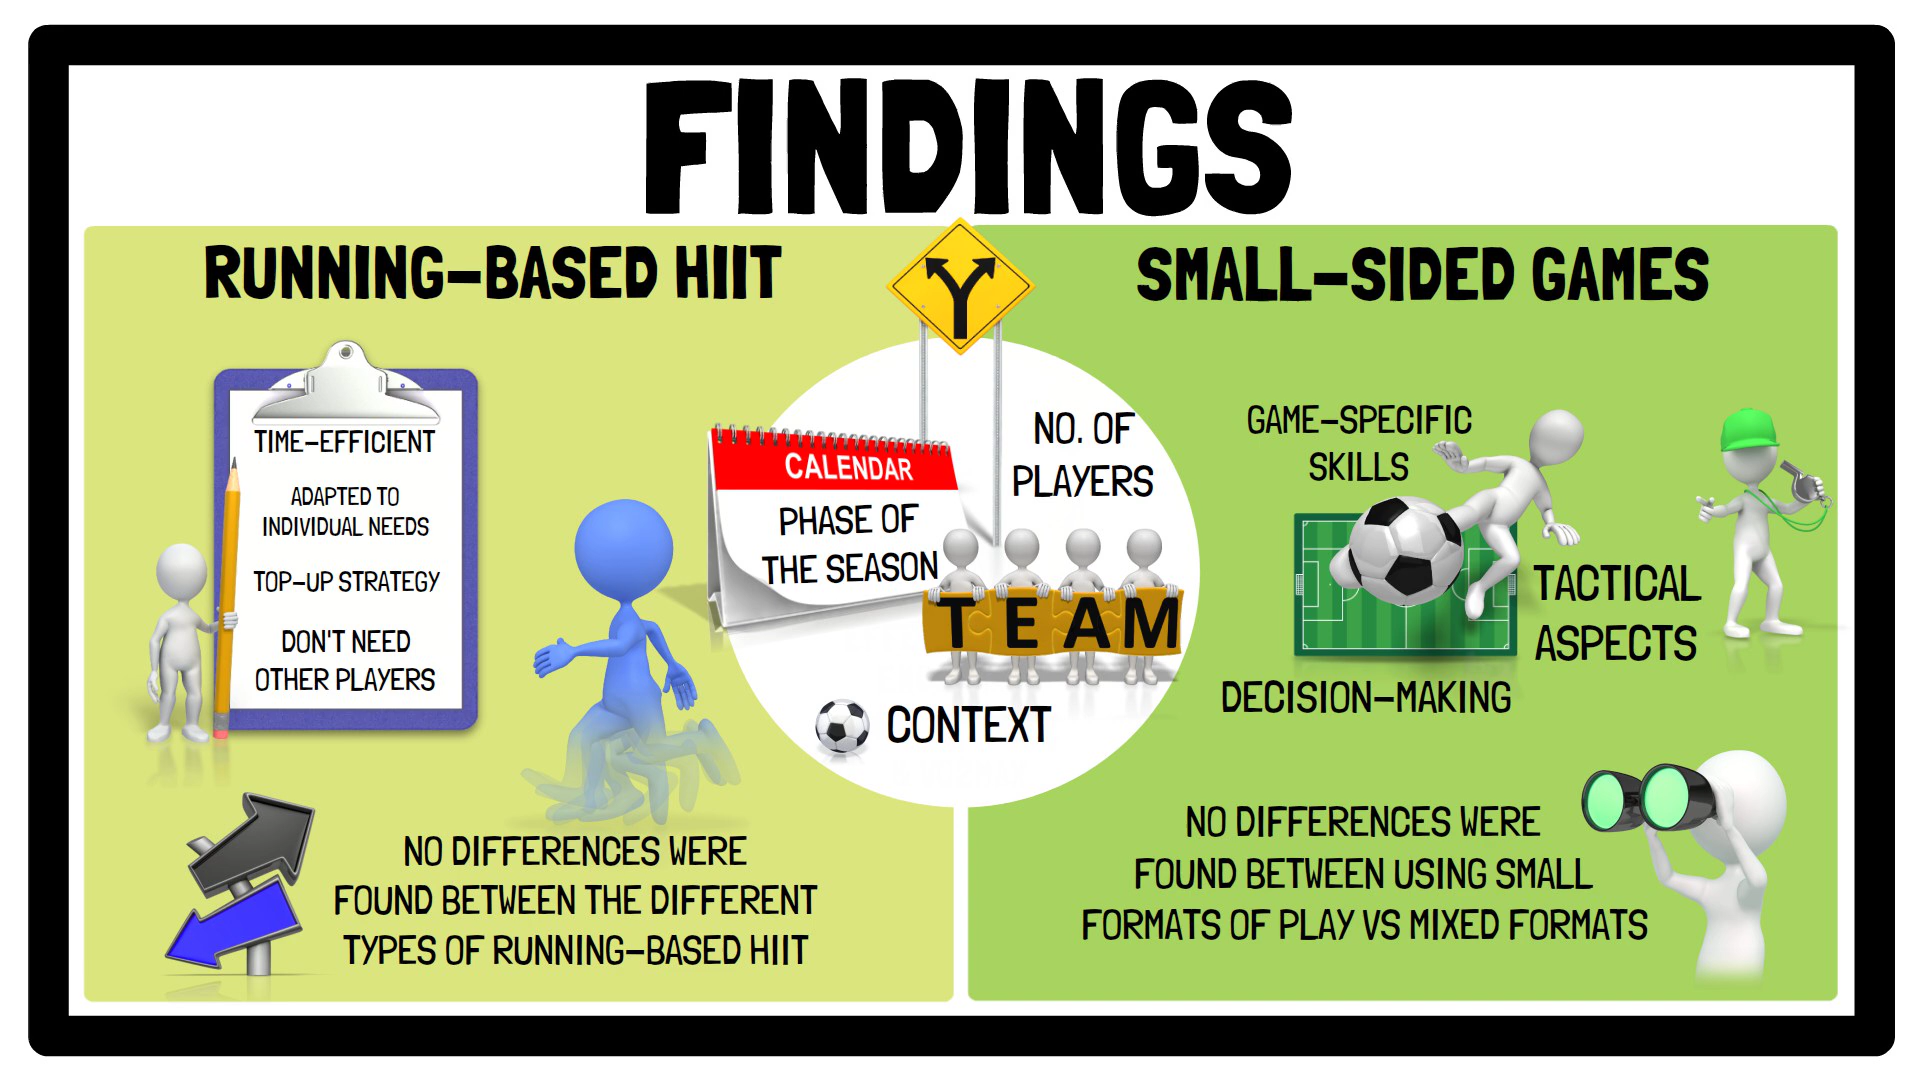 FINDINGS
RUNNING-BASED HIIT
TIME-EFFICIENT
ADAPTED TO
INDIVIDUAL NEEDS
TOP-UP STRATEGY
DON'T NEED
OTHER PLAYERS
NO DIFFERENCES WERE
FOUND BETWEEN THE DIFFERENT
TYPES OF RUNNING-BASED HIIT
CALENDAR
PHASE OF
THE SEASON
NO. OF
PLAYERS
TEAM
CONTEXT
SMALL-SIDED GAMES
GAME-SPECIFIC
SKILLS
TACTICAL
ASPECTS
DECISION-MAKING
NO DIFFERENCES WERE
FOUND BETWEEN USING SMALL
FORMATS OF PLAY VS MIXED FORMATS